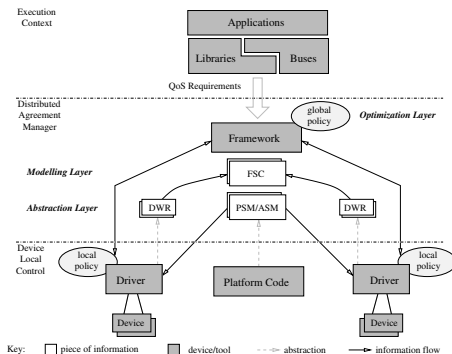 Execution
Context
Applications
Libraries
Buses
QoS Requirements
Distributed
Agreement
Manager
global
policy
Optimization Layer
Framework
Modelling Layer
FSC
Abstraction Layer
DWR
PSM/ASM
DWR
Device
Local
Control
local
policy
local
policy
Driver
Platform Code
Driver
Device
Device
Key:
piece of information
device/tool
abstraction
information flow